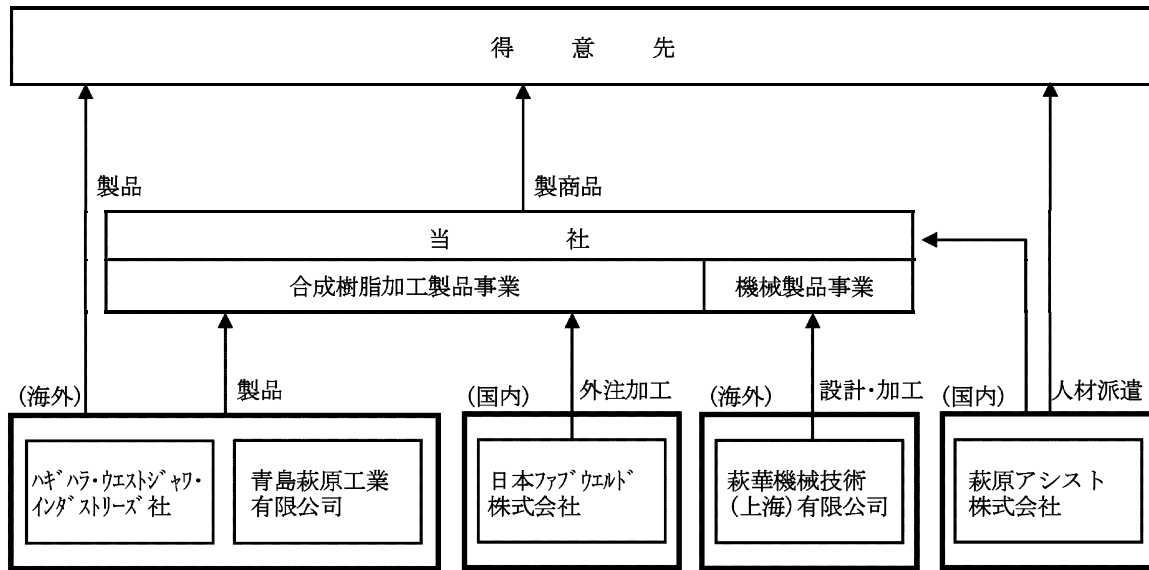 得意先
製品
製商品
当社
合成樹脂加工製品事業
機械製品事業
(海外)
製品
(国内)
外注加工
(海外)
設計・加工
(国内)
人材派遣
ﾊｷﾞﾊﾗ・ｳｴｽﾄｼﾞｬﾜ・
ｲﾝﾀﾞｽﾄﾘｰｽﾞ社
青島萩原工業
有限公司
日本ﾌｧﾌﾞｳｴﾙﾄﾞ
株式会社
萩華機械技術
(上海)有限公司
萩原アシスト
株式会社